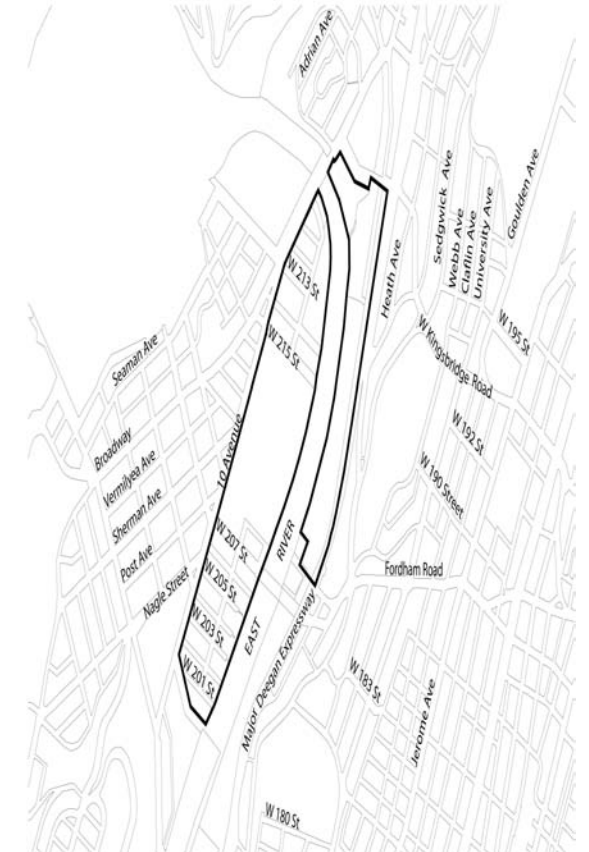 Adrian Ave
Sedgwick Ave
Webb Ave
Claflin Ave
University Ave
Goulden Ave
W 213 St
Heath Ave
W 215 St
W 195 St
W Kingsbridge Road
Seaman Ave
Broadway
10 Avenue
W 192 St
Vermilyea Ave
W 190 Street
Sherman Ave
Post Ave
W 207 St
RIVER
Nagle Street
W 205 St
Fordham Road
W 203 St
EAST
Major Deegan Expressway
W 201 St
W 183 St
Jerome Ave
W 180 St